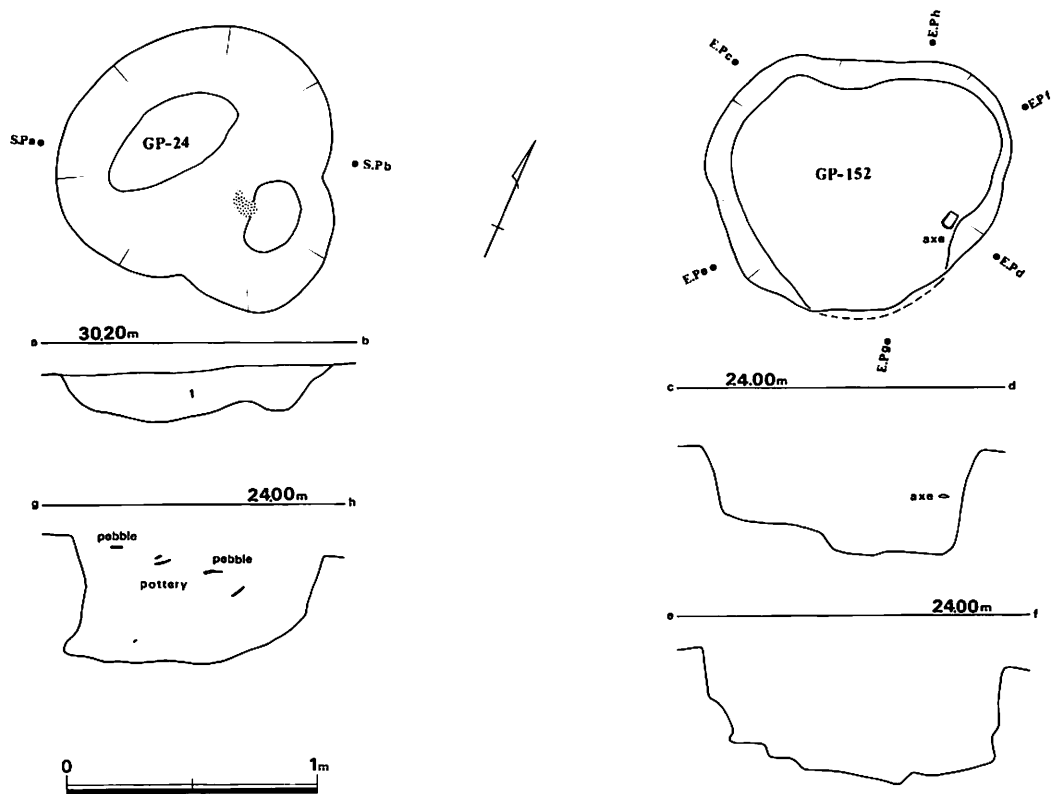 S.Pa
GP-24
S.Pb
a 30.20m b
1
g 24.00m h
pebble
pebble
pottery
0 1m
E.Ph
E.Pc
E.Pf
GP-152
axe
E.Pe
E.Pd
E.Pg
c 24.00m d
axe
e 24.00m f